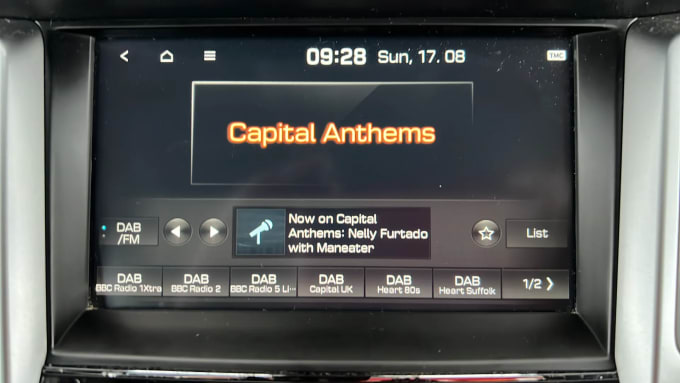 09:28 Sun, 17. 08 TMC
Capital Anthems
DAB
/FM
Now on Capital
Anthems: Nelly Furtado
with Maneater
List
DAB DAB DAB DAB DAB DAB 1/2
BBC Radio 1Xtra BBC Radio 2 BBC Radio 5 Li··· Capital UK Heart 80s Heart Suffolk